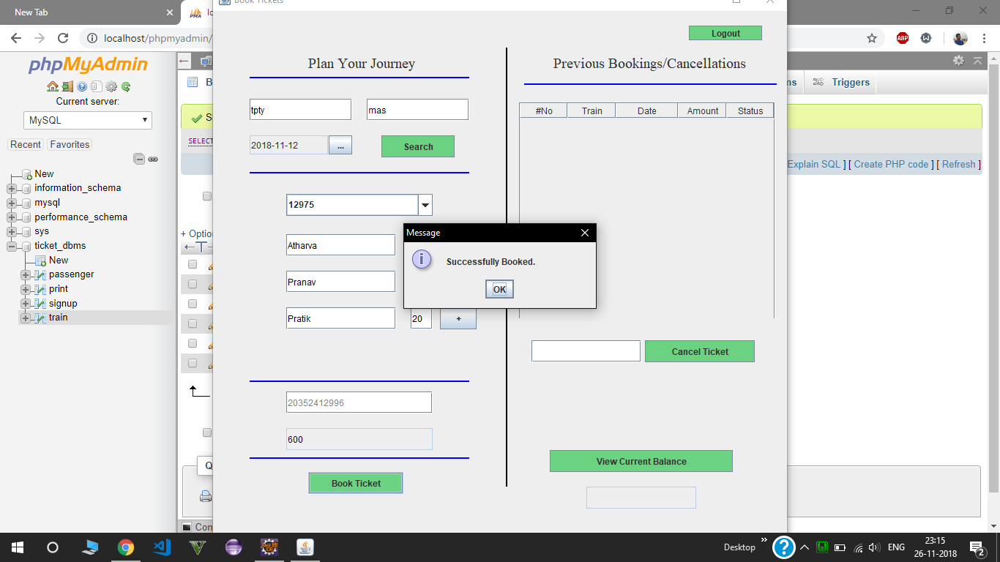 New Tab
Book Tickets
localhost/phpmyadmin/
ABP
phpMyAdmin
Current server:
MySQL
Recent
Favorites
New
information_schema
mysql
performance_schema
sys
ticket_dbms
New
passenger
print
signup
train
SELECT
+ Optio
Con
Logout
Plan Your Journey
tpty
mas
2018-11-12
...
Search
12975
Atharva
Pranav
Pratik
20
+
20352412996
600
Book Ticket
Previous Bookings/Cancellations
#No
Train
Date
Amount
Status
Message
Successfully Booked.
OK
Cancel Ticket
View Current Balance
ns
Triggers
Explain SQL ] [ Create PHP code ] [ Refresh ]
Desktop
ENG
23:15
26-11-2018
2